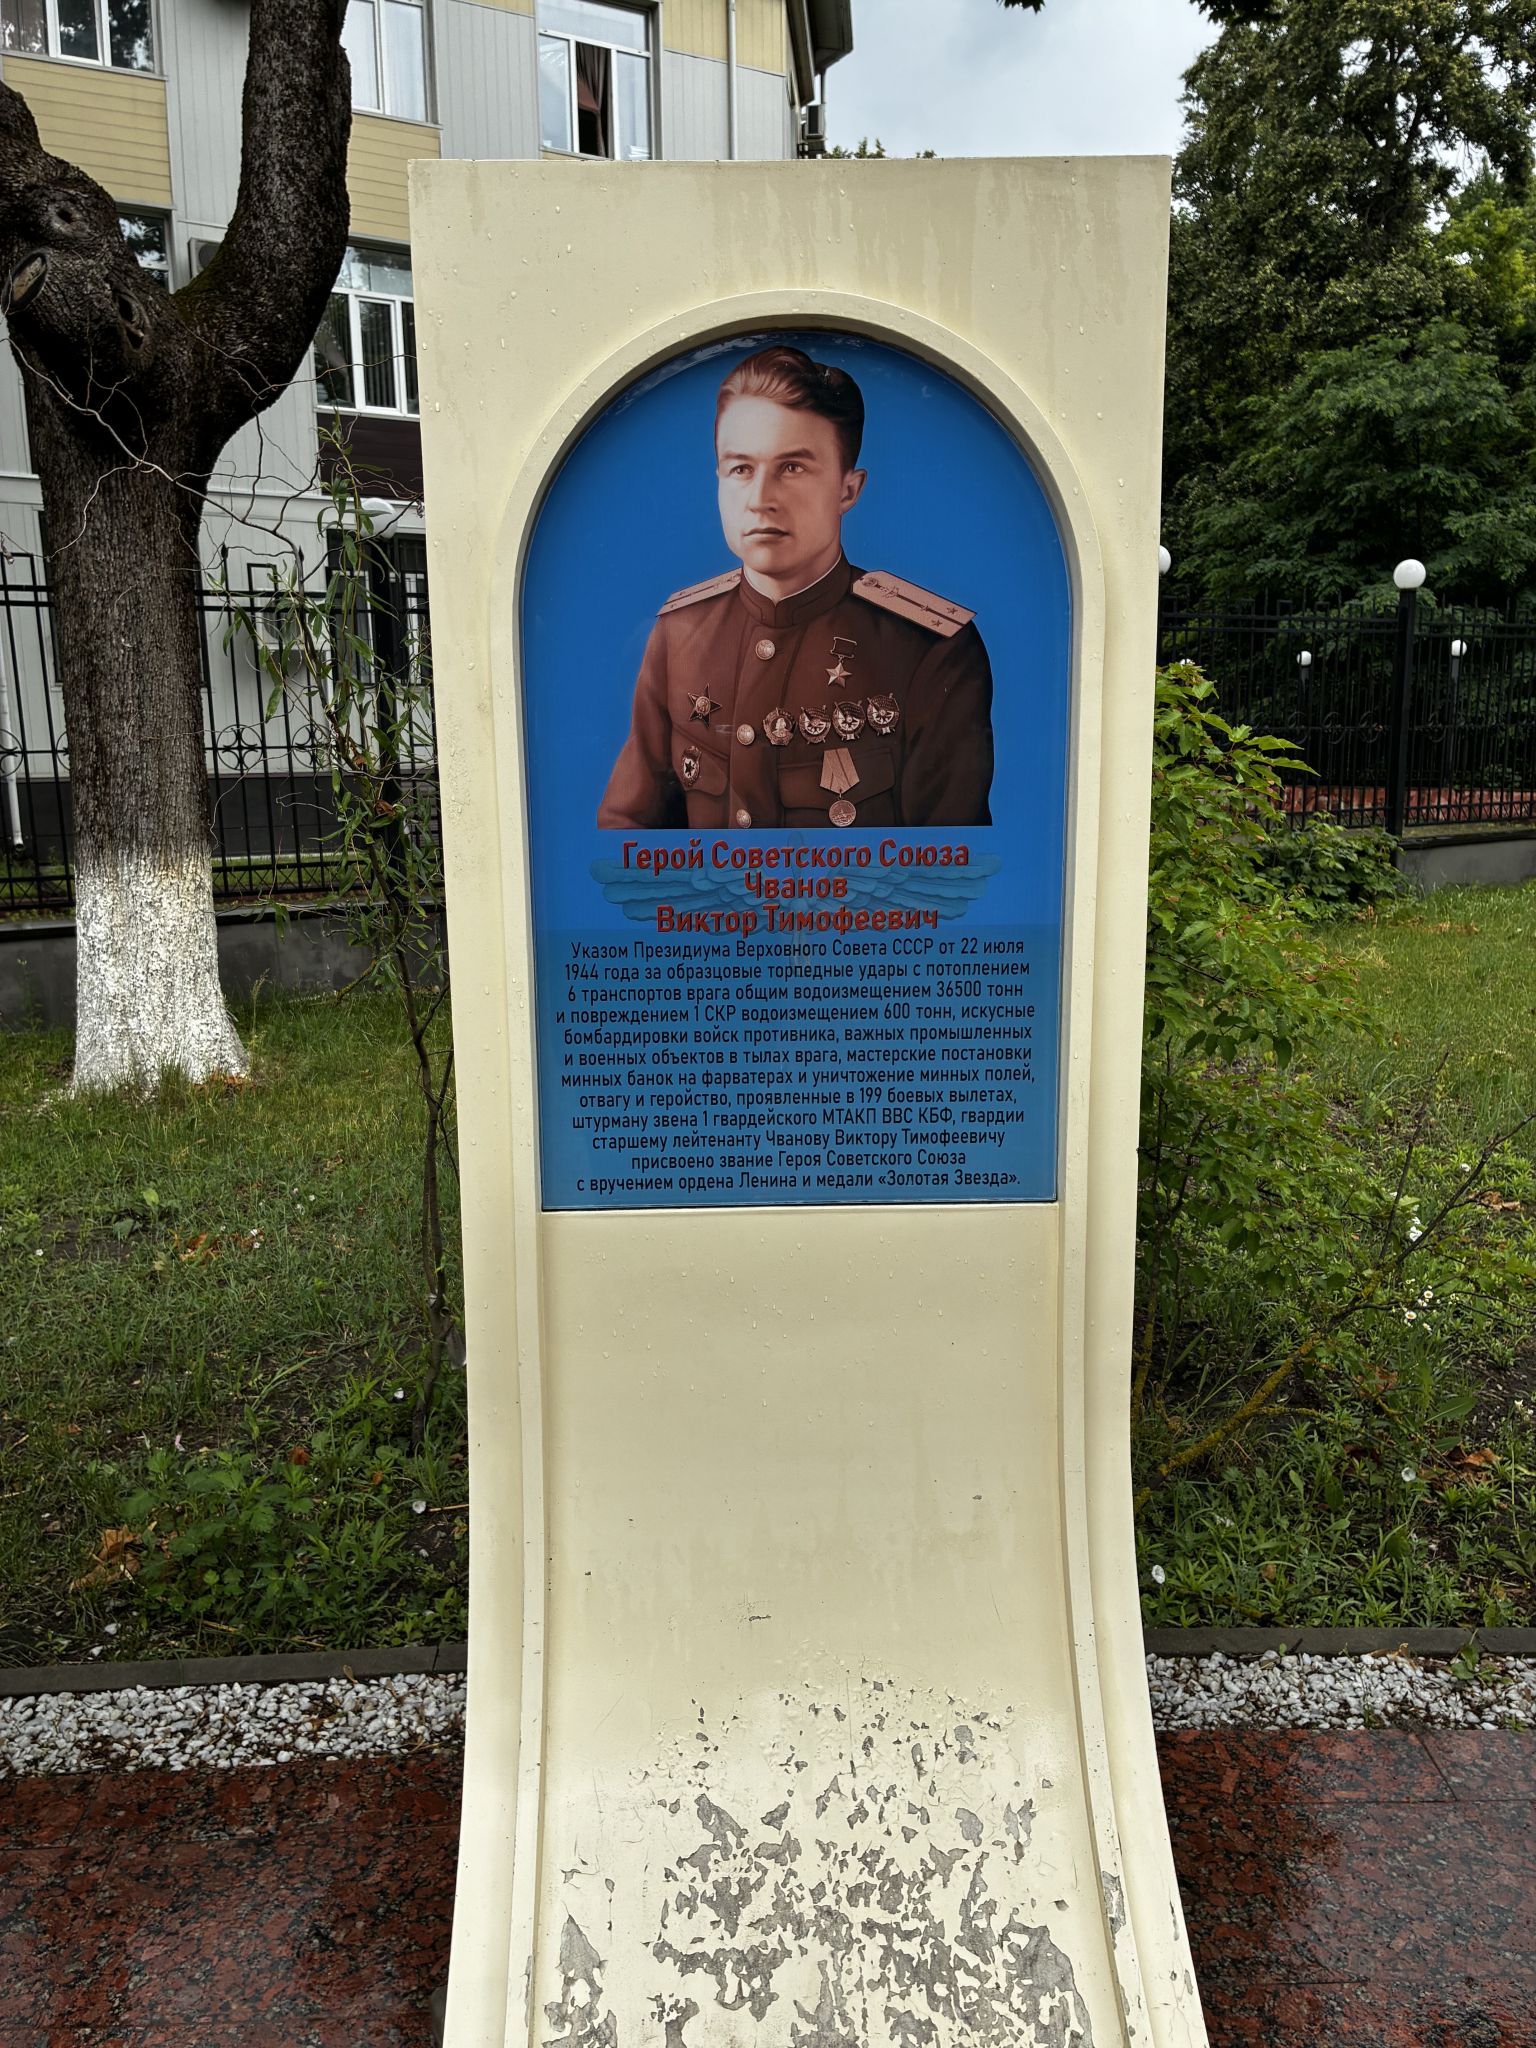 Герой Советского Союза
Чванов
Виктор Тимофеевич
Указом Президиума Верховного Совета СССР от 22 июля
1944 года за образцовые торпедные удары с потоплением
6 транспортов врага общим водоизмещением 36500 тонн
и повреждением 1 СКР водоизмещением 600 тонн, искусные
бомбардировки войск противника, важных промышленных
и военных объектов в тылах врага, мастерские постановки
минных банок на фарватерах и уничтожение минных полей,
отвагу и геройство, проявленные в 199 боевых вылетах,
штурману звена 1 гвардейского МТАКП ВВС КБФ, гвардии
старшему лейтенанту Чванову Виктору Тимофеевичу
присвоено звание Героя Советского Союза
с вручением ордена Ленина и медали «Золотая Звезда».